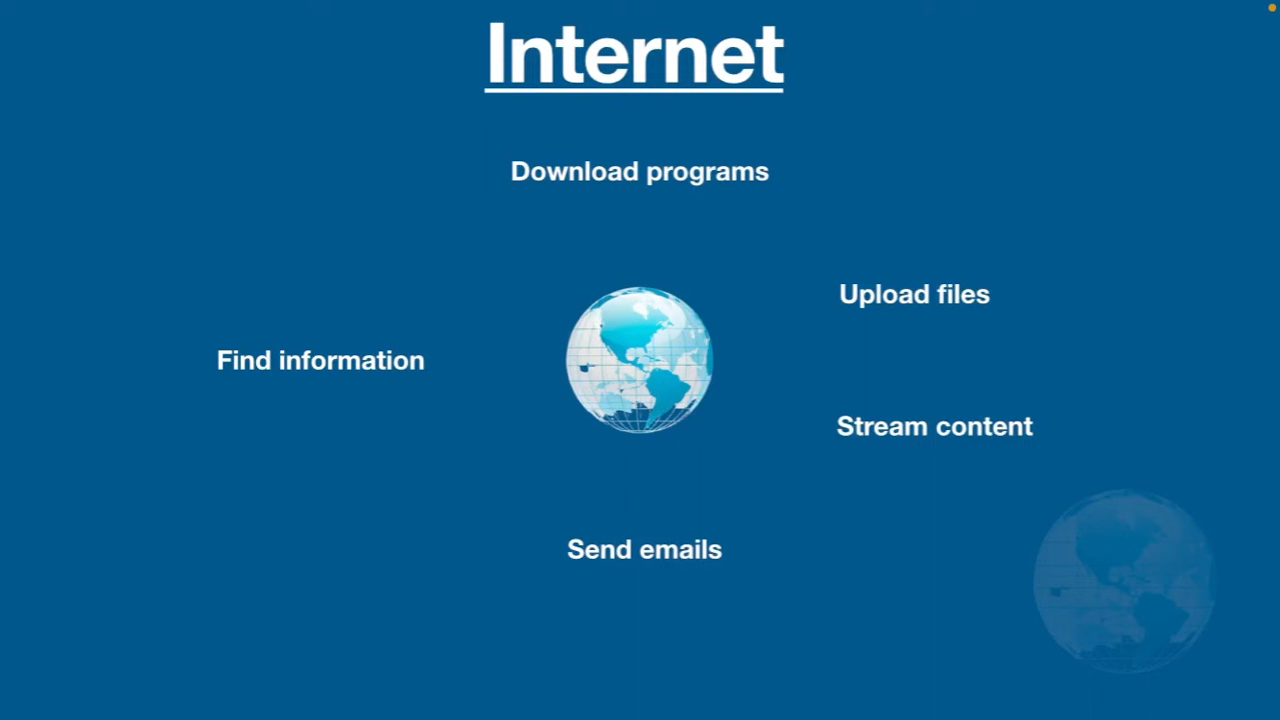 Internet
Download programs
Upload files
Find information
Stream content
Send emails